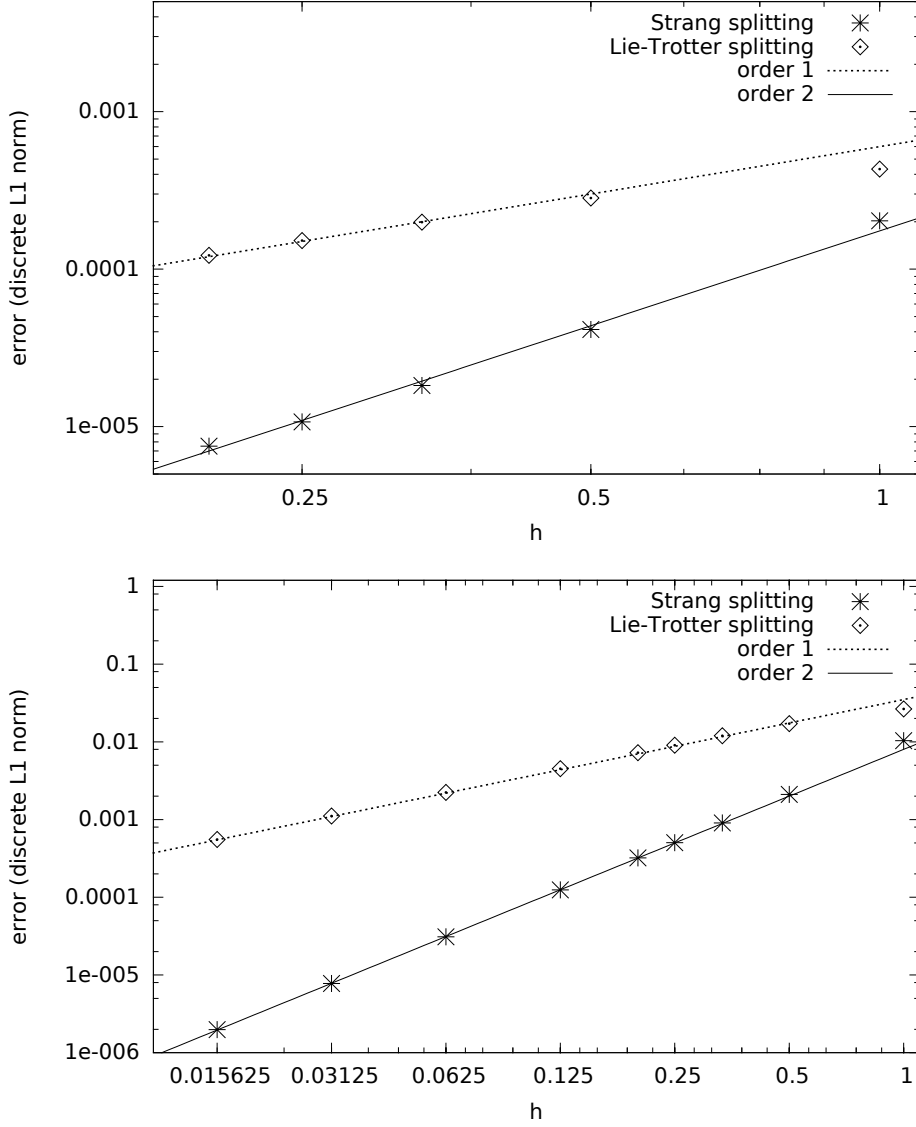 Strang splitting
Lie-Trotter splitting
order 1
order 2
0.001
0.0001
1e-005
error (discrete L1 norm)
0.25 0.5 1
h
Strang splitting
Lie-Trotter splitting
order 1
order 2
1
0.1
0.01
0.001
0.0001
1e-005
1e-006
error (discrete L1 norm)
0.015625 0.03125 0.0625 0.125 0.25 0.5 1
h